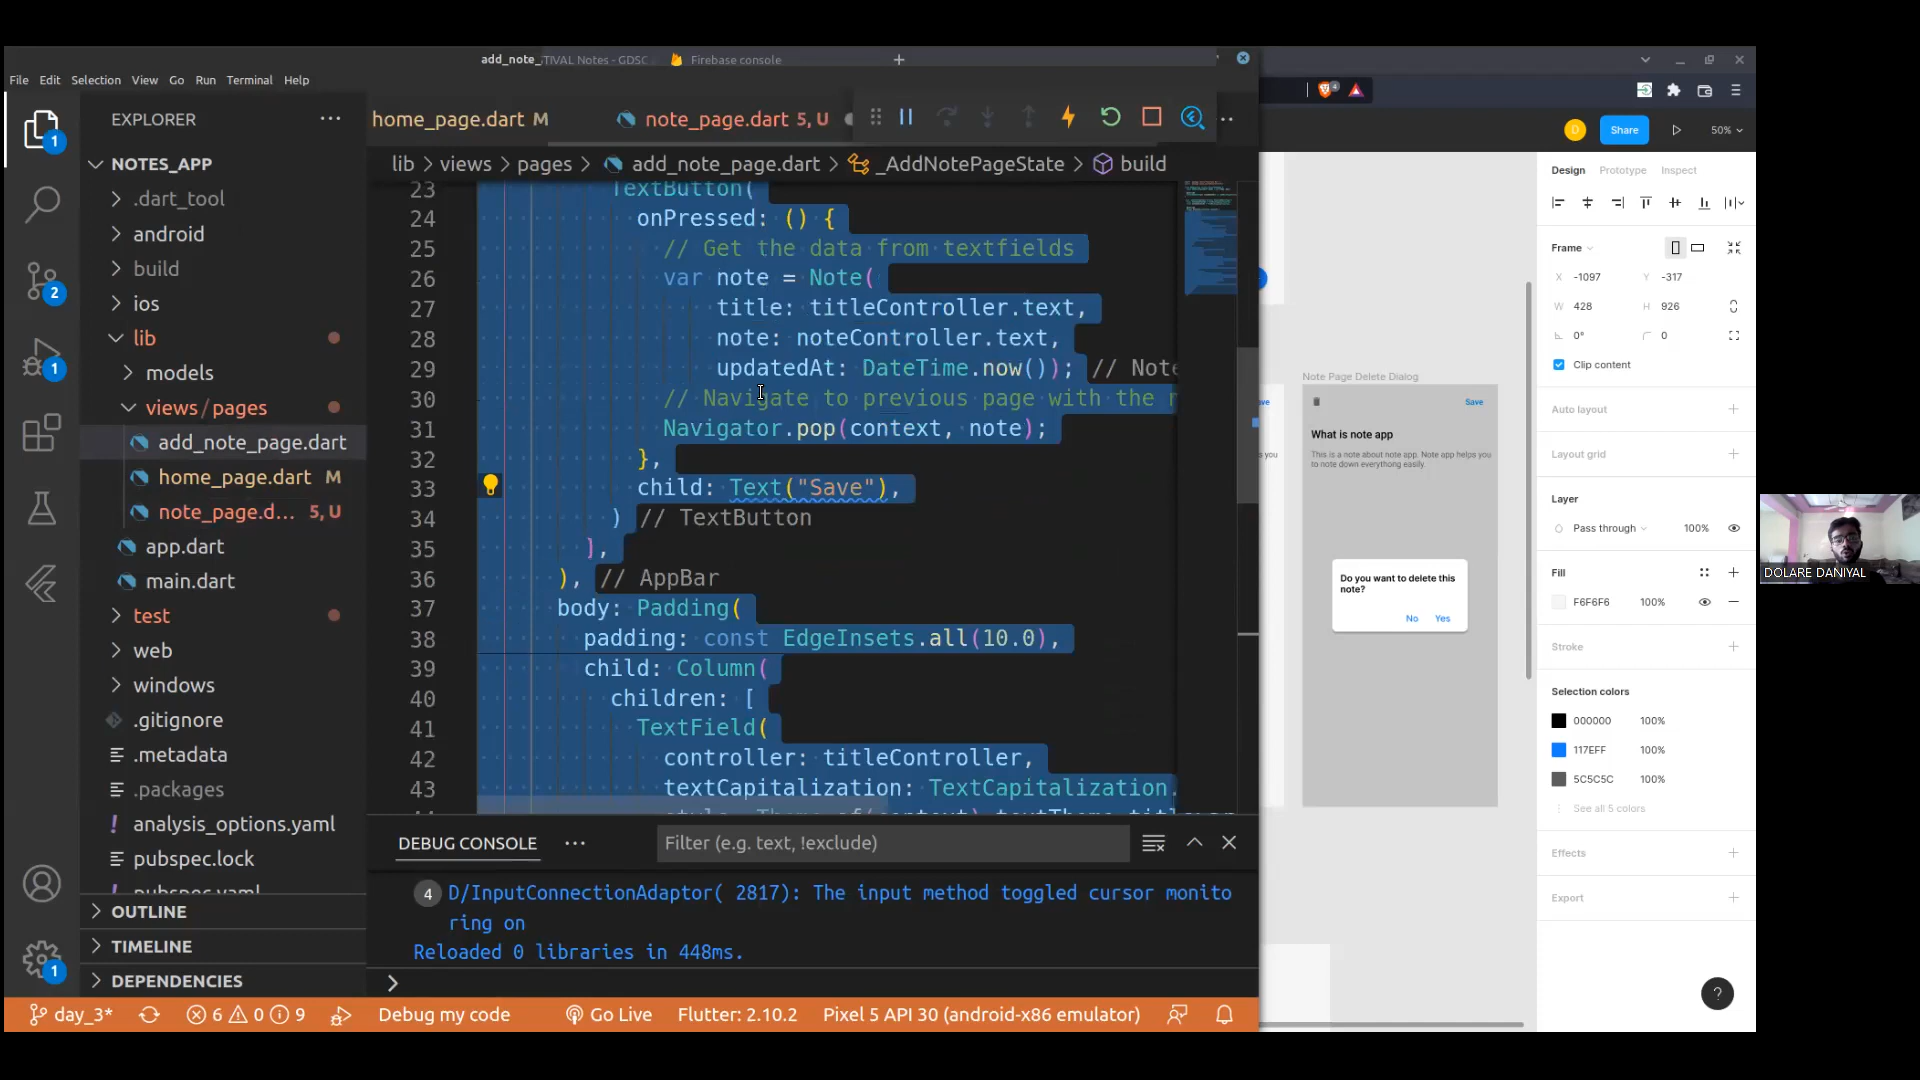 add_note_
TIVAL Notes - GDSC
Firebase console
File Edit Selection View Go Run Terminal Help
EXPLORER
home_page.dart M
note_page.dart 5, U
lib > views > pages > add_note_page.dart > _AddNotePageState > build
NOTES_APP
.dart_tool
android
build
ios
lib
models
views / pages
add_note_page.dart
home_page.dart M
note_page.d... 5, U
app.dart
main.dart
test
web
windows
.gitignore
.metadata
.packages
analysis_options.yaml
pubspec.lock
pubspec.yaml
OUTLINE
TIMELINE
DEPENDENCIES
1
2
1
1
23 TextButton(
24 onPressed: () {
25 // Get the data from textfields
26 var note = Note(
27 title: titleController.text,
28 note: noteController.text,
29 updatedAt: DateTime.now()); // Note
30 // Navigate to previous page with the
31 Navigator.pop(context, note);
32 },
33 child: Text("Save"),
34 ) // TextButton
35 ],
36 ), // AppBar
37 body: Padding(
38 padding: const EdgeInsets.all(10.0),
39 child: Column(
40 children: [
41 TextField(
42 controller: titleController,
43 textCapitalization: TextCapitalization.
DEBUG CONSOLE
Filter (e.g. text, !exclude)
4 D/InputConnectionAdaptor( 2817): The input method toggled cursor monito
ring on
Reloaded 0 libraries in 448ms.
day_3* 6 0 9 Debug my code Go Live Flutter: 2.10.2 Pixel 5 API 30 (android-x86 emulator)
4
D Share 50%
Design Prototype Inspect
Frame
X -1097 Y -317
W 428 H 926
0° 0
Clip content
Auto layout
Layout grid
Layer
Pass through 100%
Fill
F6F6F6 100%
Stroke
Selection colors
000000 100%
117EFF 100%
5C5C5C 100%
See all 5 colors
Effects
Export
?
Note Page Delete Dialog
Save
What is note app
This is a note about note app. Note app helps you
to note down everythong easily.
Do you want to delete this
note?
No Yes
DOLARE DANIYAL